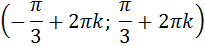 (−π/3 + 2πk; π/3 + 2πk)